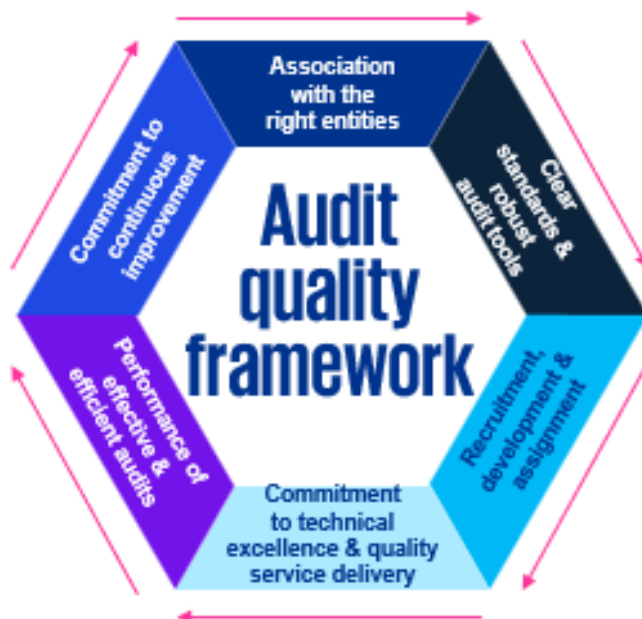 Association
with the
right entities
Clear
standards &
robust
audit tools
Recruitment,
development &
assignment
Commitment
to technical
excellence & quality
service delivery
Performance of
effective &
efficient audits
Commitment to
continuous
improvement
Audit
quality
framework